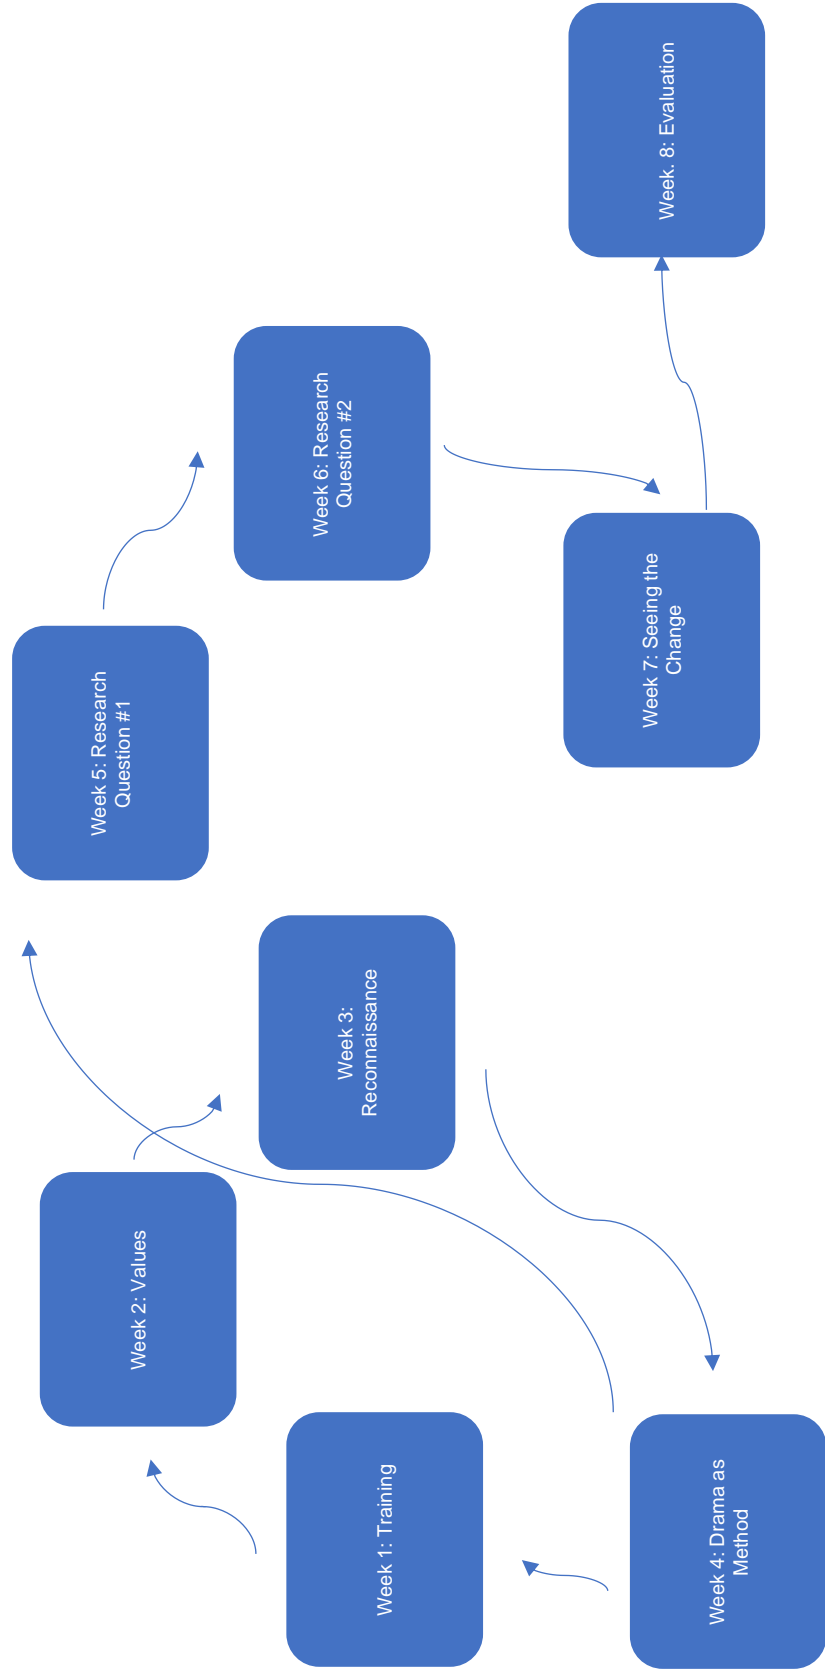 Week 1: Training
Week 2: Values
Week 3:
Reconnaissance
Week 4: Drama as
Method
Week 5: Research
Question #1
Week 6: Research
Question #2
Week 7: Seeing the
Change
Week. 8: Evaluation